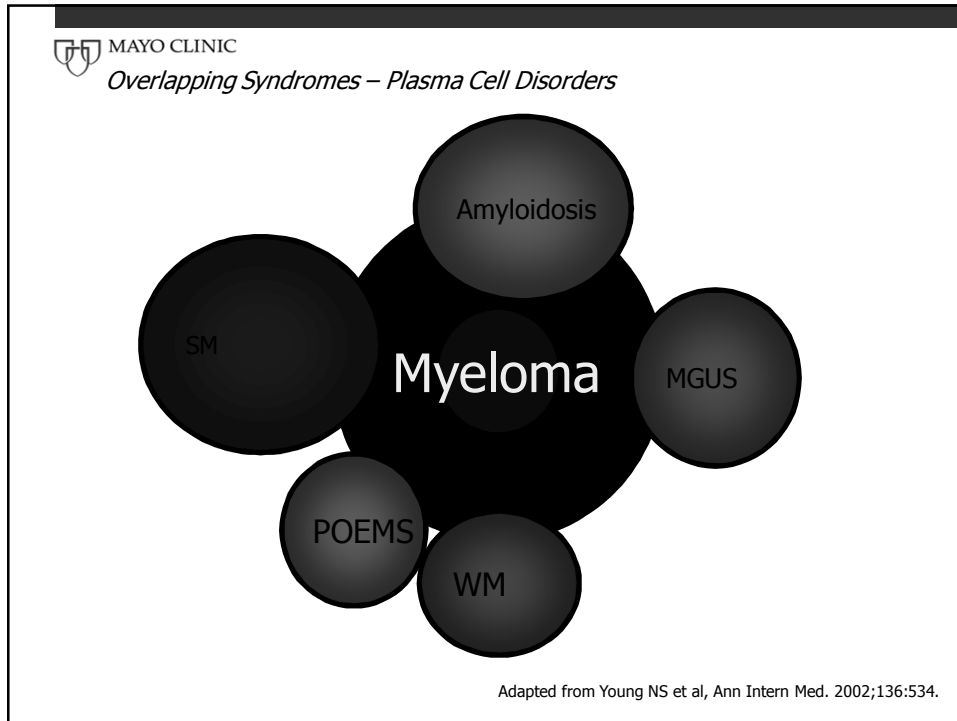 MAYO CLINIC
Overlapping Syndromes – Plasma Cell Disorders
Amyloidosis
SM
Myeloma
MGUS
POEMS
WM
Adapted from Young NS et al, Ann Intern Med. 2002;136:534.